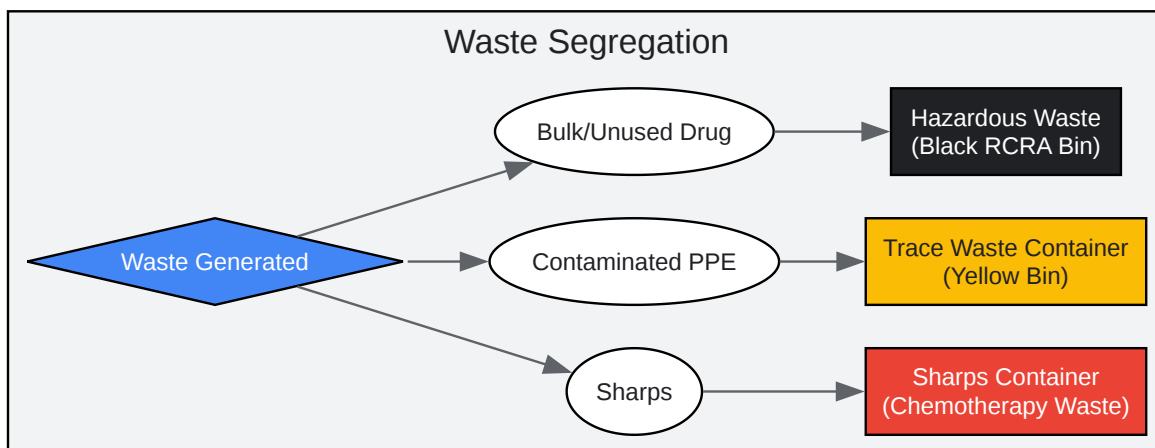 Waste Segregation
Bulk/Unused Drug
Hazardous Waste
(Black RCRA Bin)
Waste Generated
Contaminated PPE
Trace Waste Container
(Yellow Bin)
Sharps
Sharps Container
(Chemotherapy Waste)